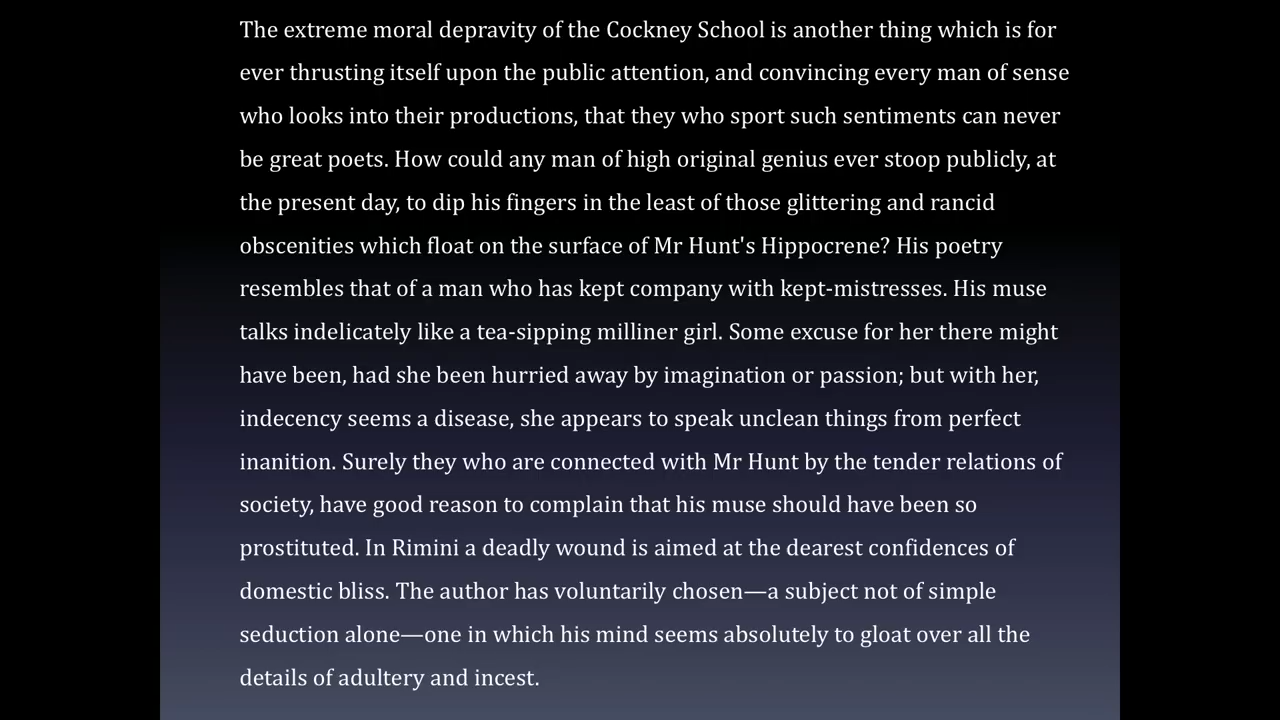 The extreme moral depravity of the Cockney School is another thing which is for
ever thrusting itself upon the public attention, and convincing every man of sense
who looks into their productions, that they who sport such sentiments can never
be great poets. How could any man of high original genius ever stoop publicly, at
the present day, to dip his fingers in the least of those glittering and rancid
obscenities which float on the surface of Mr Hunt's Hippocrene? His poetry
resembles that of a man who has kept company with kept-mistresses. His muse
talks indelicately like a tea-sipping milliner girl. Some excuse for her there might
have been, had she been hurried away by imagination or passion; but with her,
indecency seems a disease, she appears to speak unclean things from perfect
inanition. Surely they who are connected with Mr Hunt by the tender relations of
society, have good reason to complain that his muse should have been so
prostituted. In Rimini a deadly wound is aimed at the dearest confidences of
domestic bliss. The author has voluntarily chosen—a subject not of simple
seduction alone—one in which his mind seems absolutely to gloat over all the
details of adultery and incest.